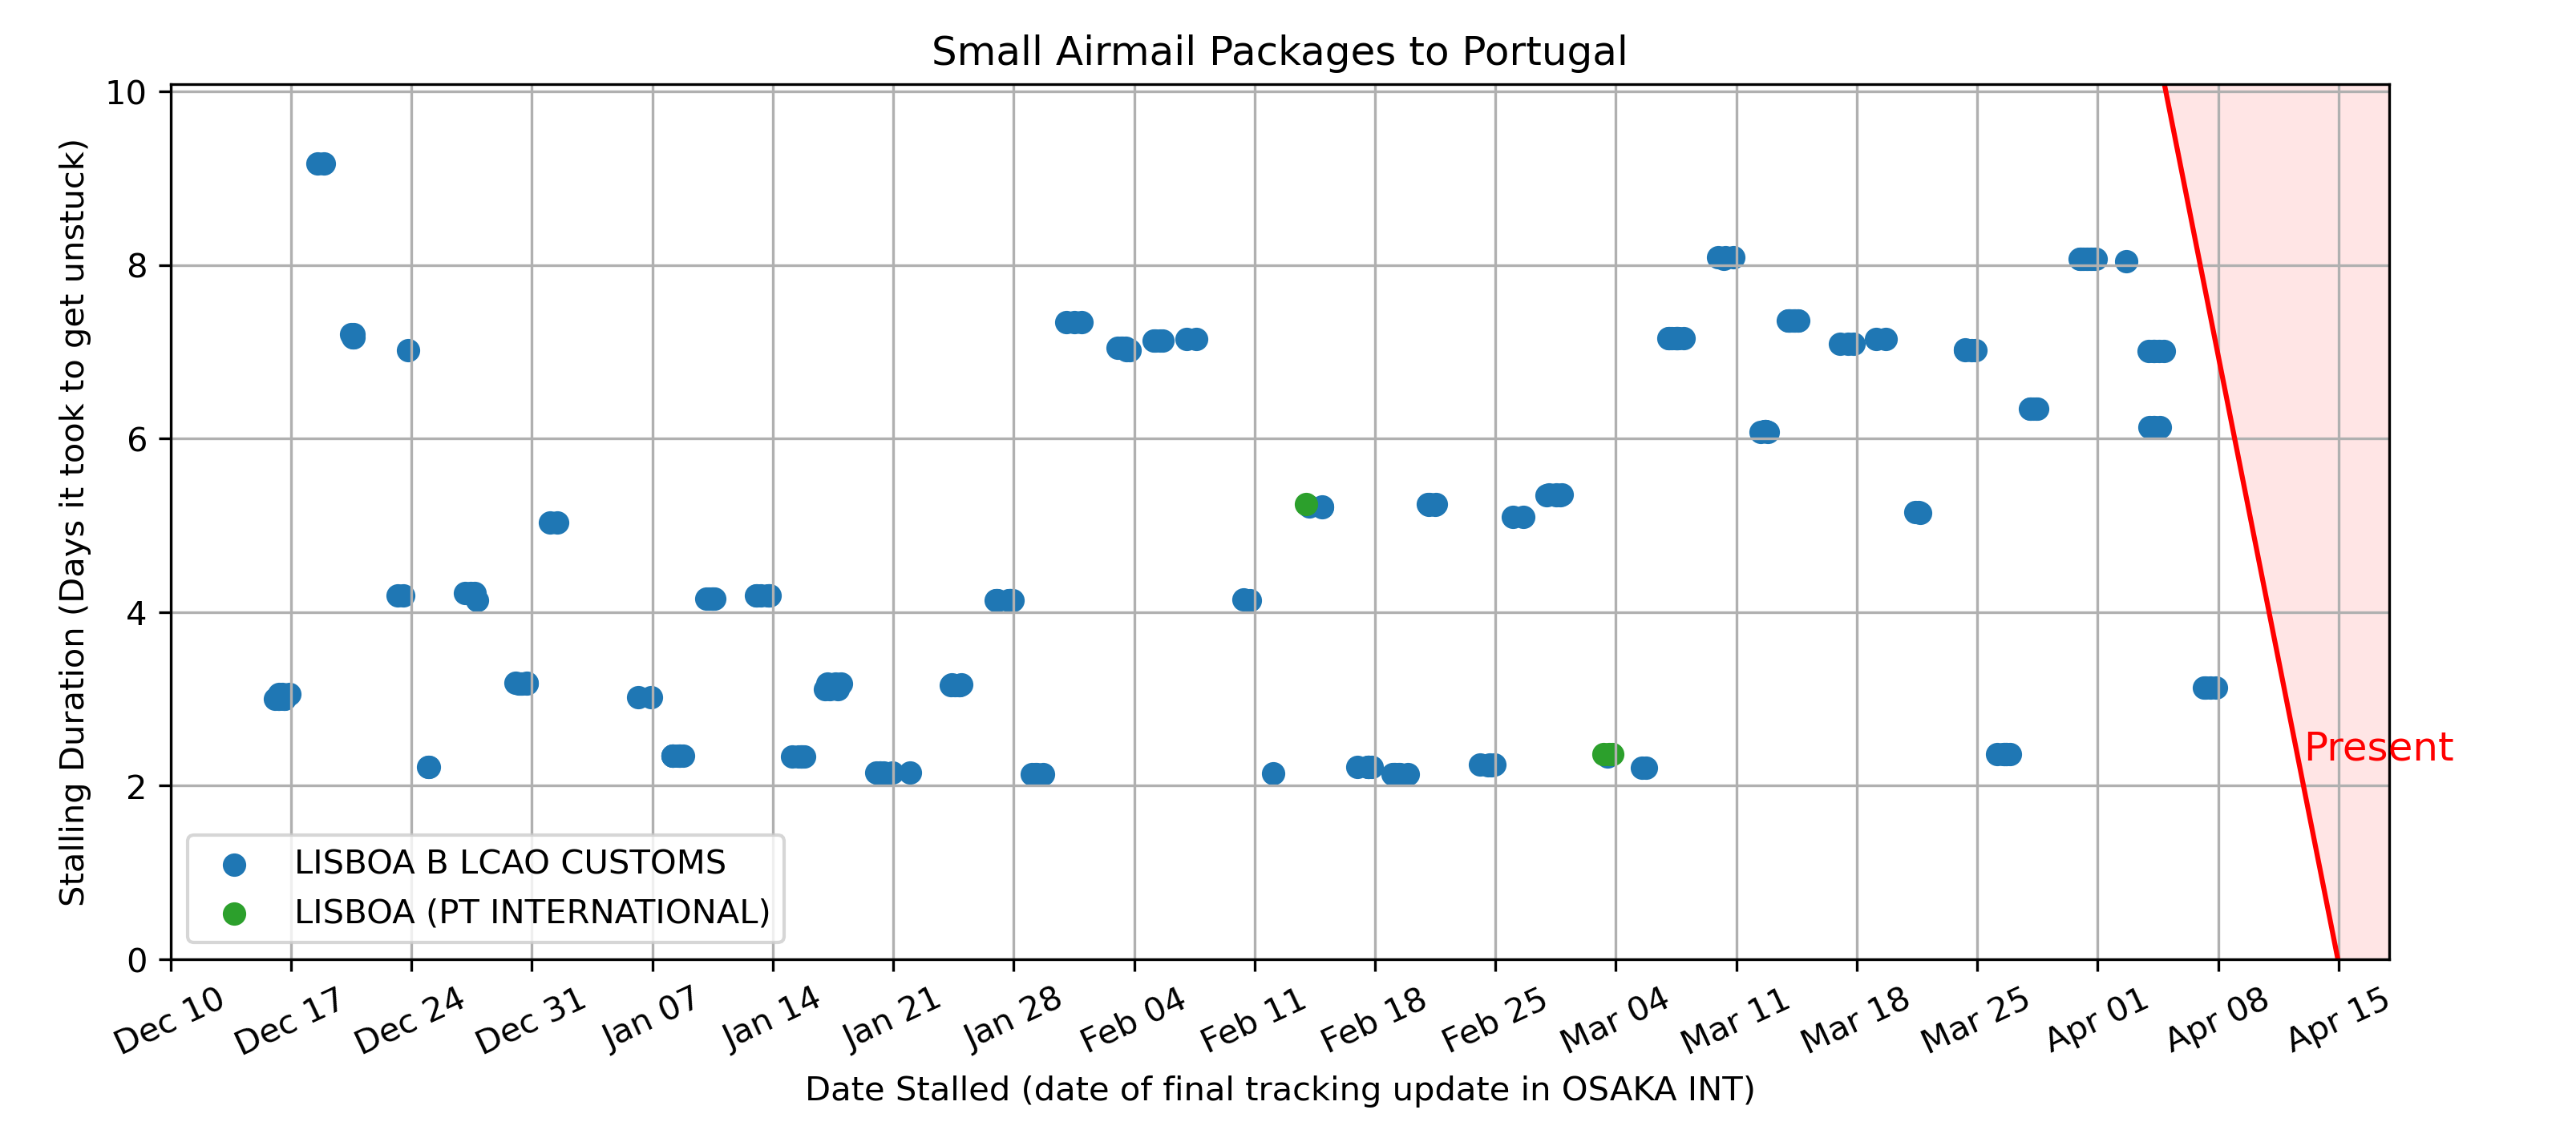 Small Airmail Packages to Portugal
Stalling Duration (Days it took to get unstuck)
10
8
6
4
2
0
Present
LISBOA B LCAO CUSTOMS
LISBOA (PT INTERNATIONAL)
Dec 10
Dec 17
Dec 24
Dec 31
Jan 07
Jan 14
Jan 21
Jan 28
Feb 04
Feb 11
Feb 18
Feb 25
Mar 04
Mar 11
Mar 18
Mar 25
Apr 01
Apr 08
Apr 15
Date Stalled (date of final tracking update in OSAKA INT)